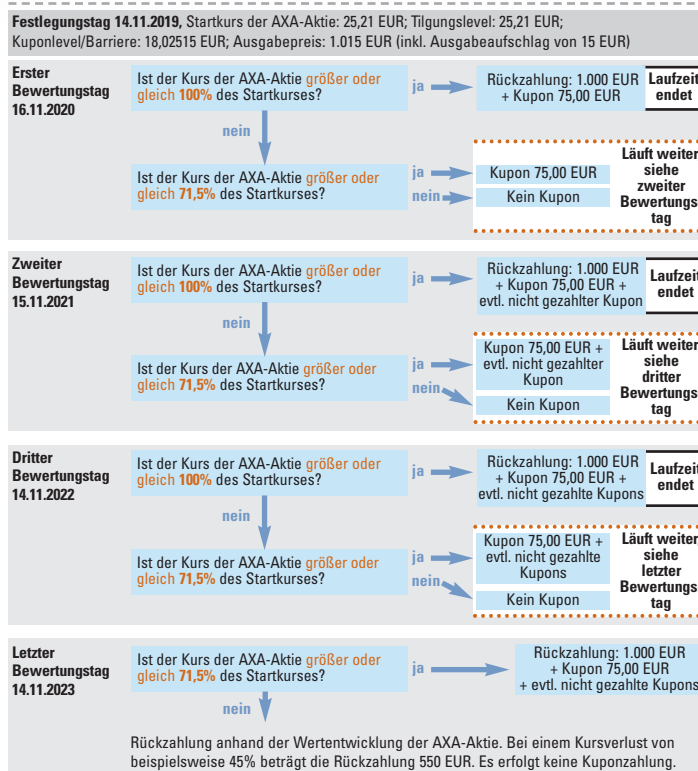 Festlegungstag 14.11.2019, Startkurs der AXA-Aktie: 25,21 EUR; Tilgungslevel: 25,21 EUR;
Kuponlevel/Barriere: 18,02515 EUR; Ausgabepreis: 1.015 EUR (inkl. Ausgabeaufschlag von 15 EUR)
Erster
Bewertungstag
16.11.2020
Ist der Kurs der AXA-Aktie größer oder
gleich 100% des Startkurses?
ja
Rückzahlung: 1.000 EUR
+ Kupon 75,00 EUR
Laufzeit
endet
nein
Ist der Kurs der AXA-Aktie größer oder
gleich 71,5% des Startkurses?
ja
Kupon 75,00 EUR
nein
Kein Kupon
Läuft weiter,
siehe
zweiter
Bewertungs-
tag
Zweiter
Bewertungstag
15.11.2021
Ist der Kurs der AXA-Aktie größer oder
gleich 100% des Startkurses?
ja
Rückzahlung: 1.000 EUR
+ Kupon 75,00 EUR +
evtl. nicht gezahlter Kupon
Laufzeit
endet
nein
Ist der Kurs der AXA-Aktie größer oder
gleich 71,5% des Startkurses?
ja
Kupon 75,00 EUR +
evtl. nicht gezahlter
Kupon
nein
Kein Kupon
Läuft weiter,
siehe
dritter
Bewertungs-
tag
Dritter
Bewertungstag
14.11.2022
Ist der Kurs der AXA-Aktie größer oder
gleich 100% des Startkurses?
ja
Rückzahlung: 1.000 EUR
+ Kupon 75,00 EUR +
evtl. nicht gezahlte Kupons
Laufzeit
endet
nein
Ist der Kurs der AXA-Aktie größer oder
gleich 71,5% des Startkurses?
ja
Kupon 75,00 EUR +
evtl. nicht gezahlte
Kupons
nein
Kein Kupon
Läuft weiter,
siehe
letzter
Bewertungs-
tag
Letzter
Bewertungstag
14.11.2023
Ist der Kurs der AXA-Aktie größer oder
gleich 71,5% des Startkurses?
ja
Rückzahlung: 1.000 EUR
+ Kupon 75,00 EUR
+ evtl. nicht gezahlte Kupons
nein
Rückzahlung anhand der Wertentwicklung der AXA-Aktie. Bei einem Kursverlust von
beispielsweise 45% beträgt die Rückzahlung 550 EUR. Es erfolgt keine Kuponzahlung.